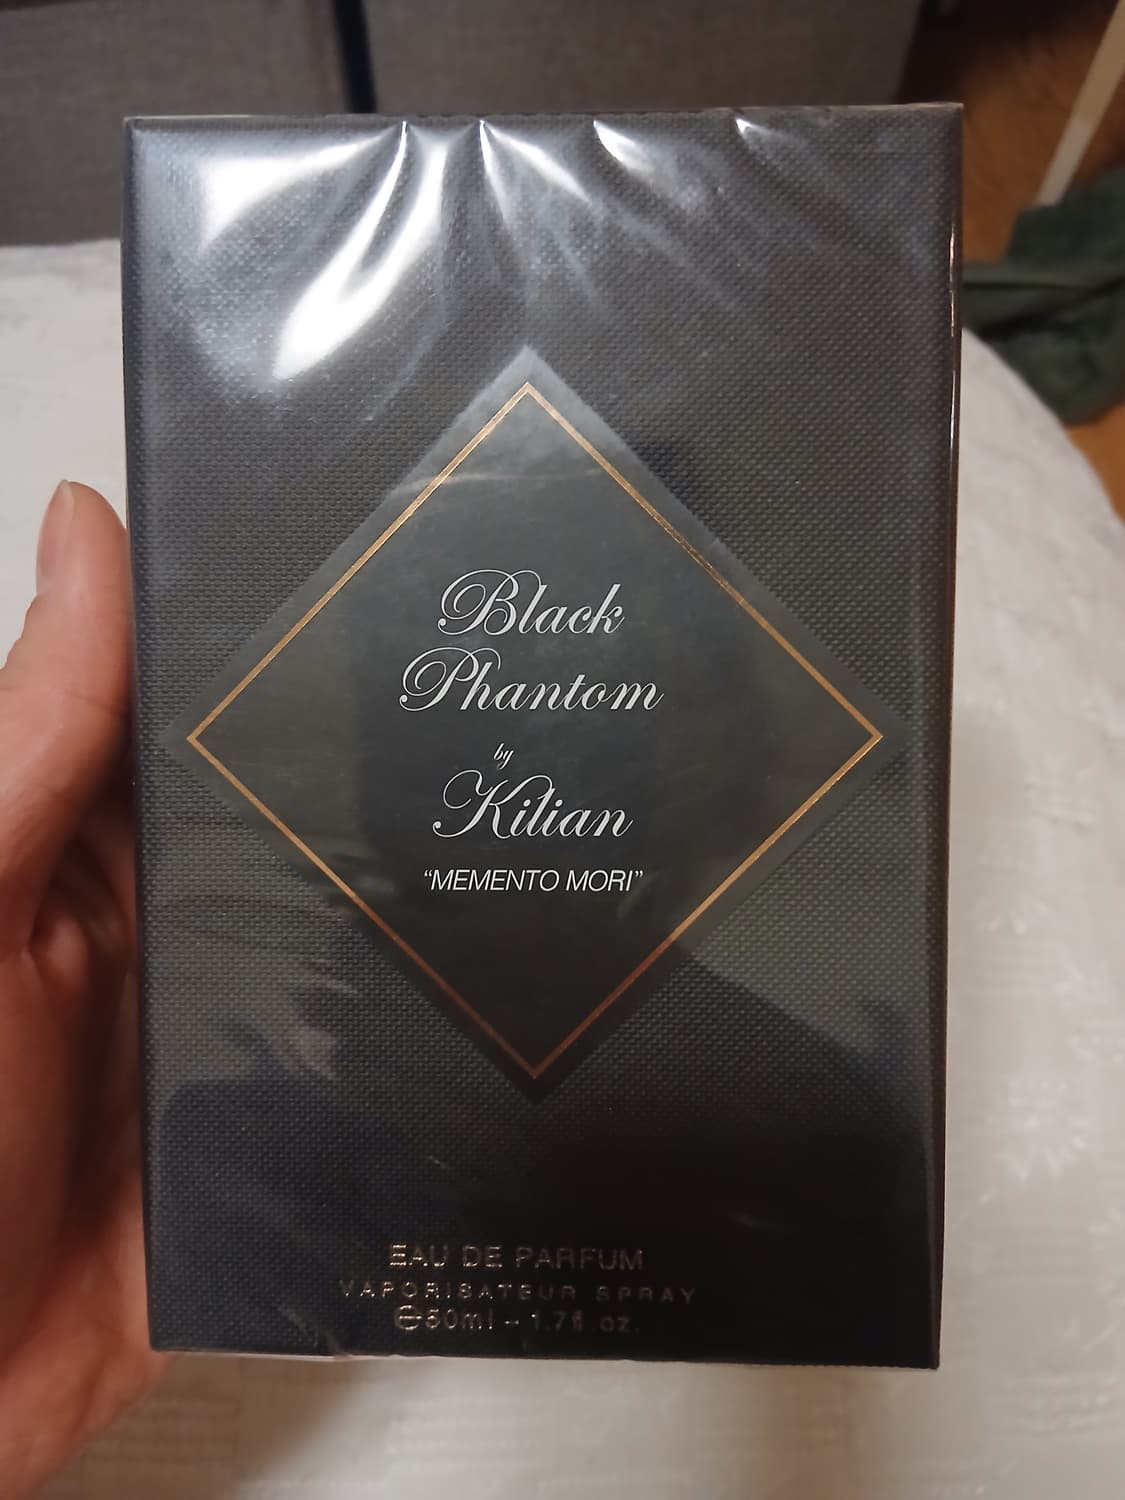 Black
Phantom
by
Kilian
“MEMENTO MORI”
EAU DE PARFUM
VAPORISATEUR SPRAY
℮50ml - 1.7fl.oz.